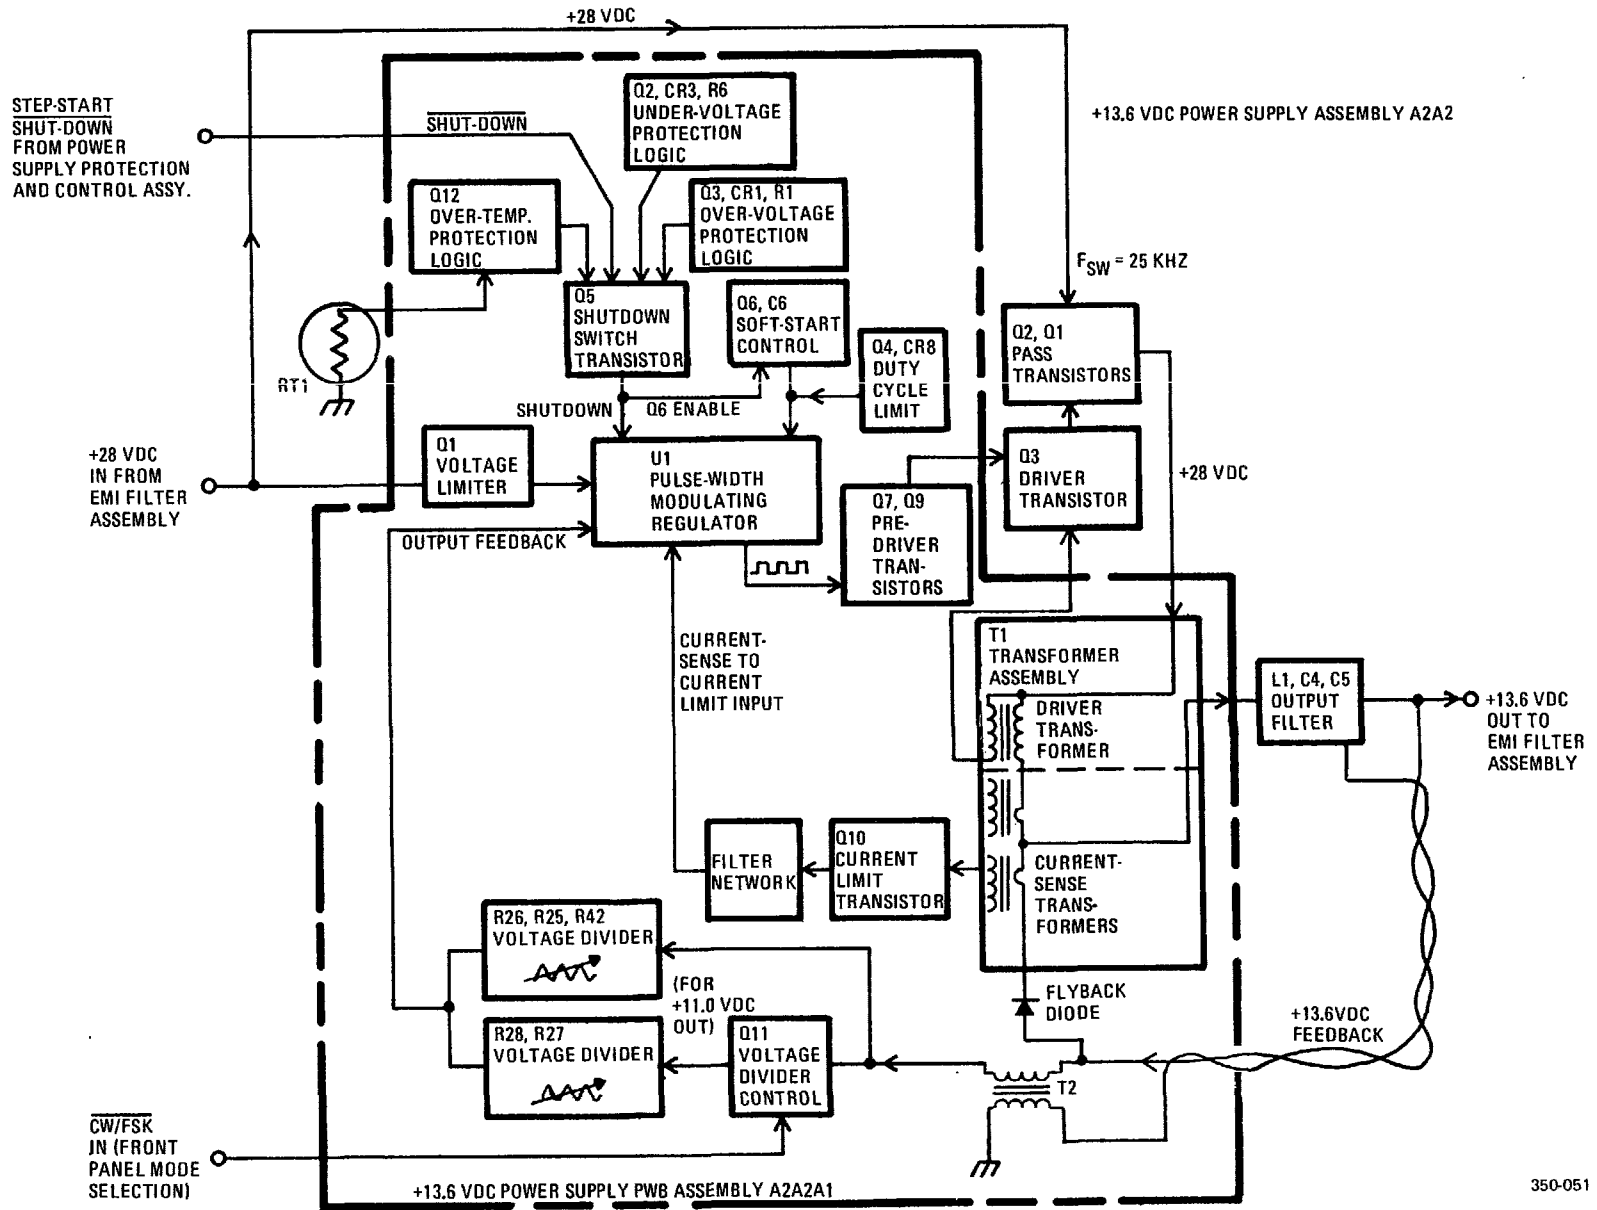 +28 VDC
STEP-START
SHUT-DOWN
FROM POWER
SUPPLY PROTECTION
AND CONTROL ASSY.
SHUT-DOWN
Q2, CR3, R6
UNDER-VOLTAGE
PROTECTION
LOGIC
+13.6 VDC POWER SUPPLY ASSEMBLY A2A2
Q12
OVER-TEMP.
PROTECTION
LOGIC
Q3, CR1, R1
OVER-VOLTAGE
PROTECTION
LOGIC
FSW = 25 KHZ
Q5
SHUTDOWN
SWITCH
TRANSISTOR
Q6, C6
SOFT-START
CONTROL
Q4, CR8
DUTY
CYCLE
LIMIT
Q2, Q1
PASS
TRANSISTORS
RT1
SHUTDOWN
Q6 ENABLE
+28 VDC
IN FROM
EMI FILTER
ASSEMBLY
Q1
VOLTAGE
LIMITER
U1
PULSE-WIDTH
MODULATING
REGULATOR
Q3
DRIVER
TRANSISTOR
+28 VDC
Q7, Q9
PRE-
DRIVER
TRAN-
SISTORS
OUTPUT FEEDBACK
CURRENT-
SENSE TO
CURRENT
LIMIT INPUT
T1
TRANSFORMER
ASSEMBLY
DRIVER
TRANS-
FORMER
L1, C4, C5
OUTPUT
FILTER
+13.6 VDC
OUT TO
EMI FILTER
ASSEMBLY
FILTER
NETWORK
Q10
CURRENT
LIMIT
TRANSISTOR
CURRENT-
SENSE
TRANS-
FORMERS
R26, R25, R42
VOLTAGE DIVIDER
(FOR
+11.0 VDC
OUT)
FLYBACK
DIODE
+13.6VDC
FEEDBACK
R28, R27
VOLTAGE DIVIDER
Q11
VOLTAGE
DIVIDER
CONTROL
T2
CW/FSK
IN (FRONT
PANEL MODE
SELECTION)
+13.6 VDC POWER SUPPLY PWB ASSEMBLY A2A2A1
350-051